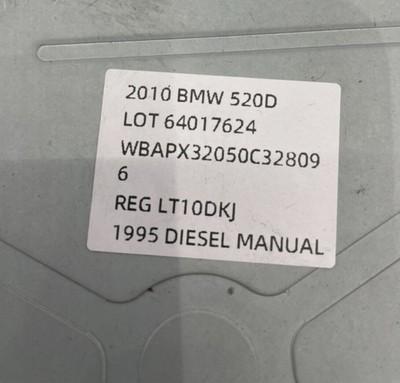 2010 BMW 520D
LOT 64017624
WBAPX32050C32809
6
REG LT10DKJ
1995 DIESEL MANUAL